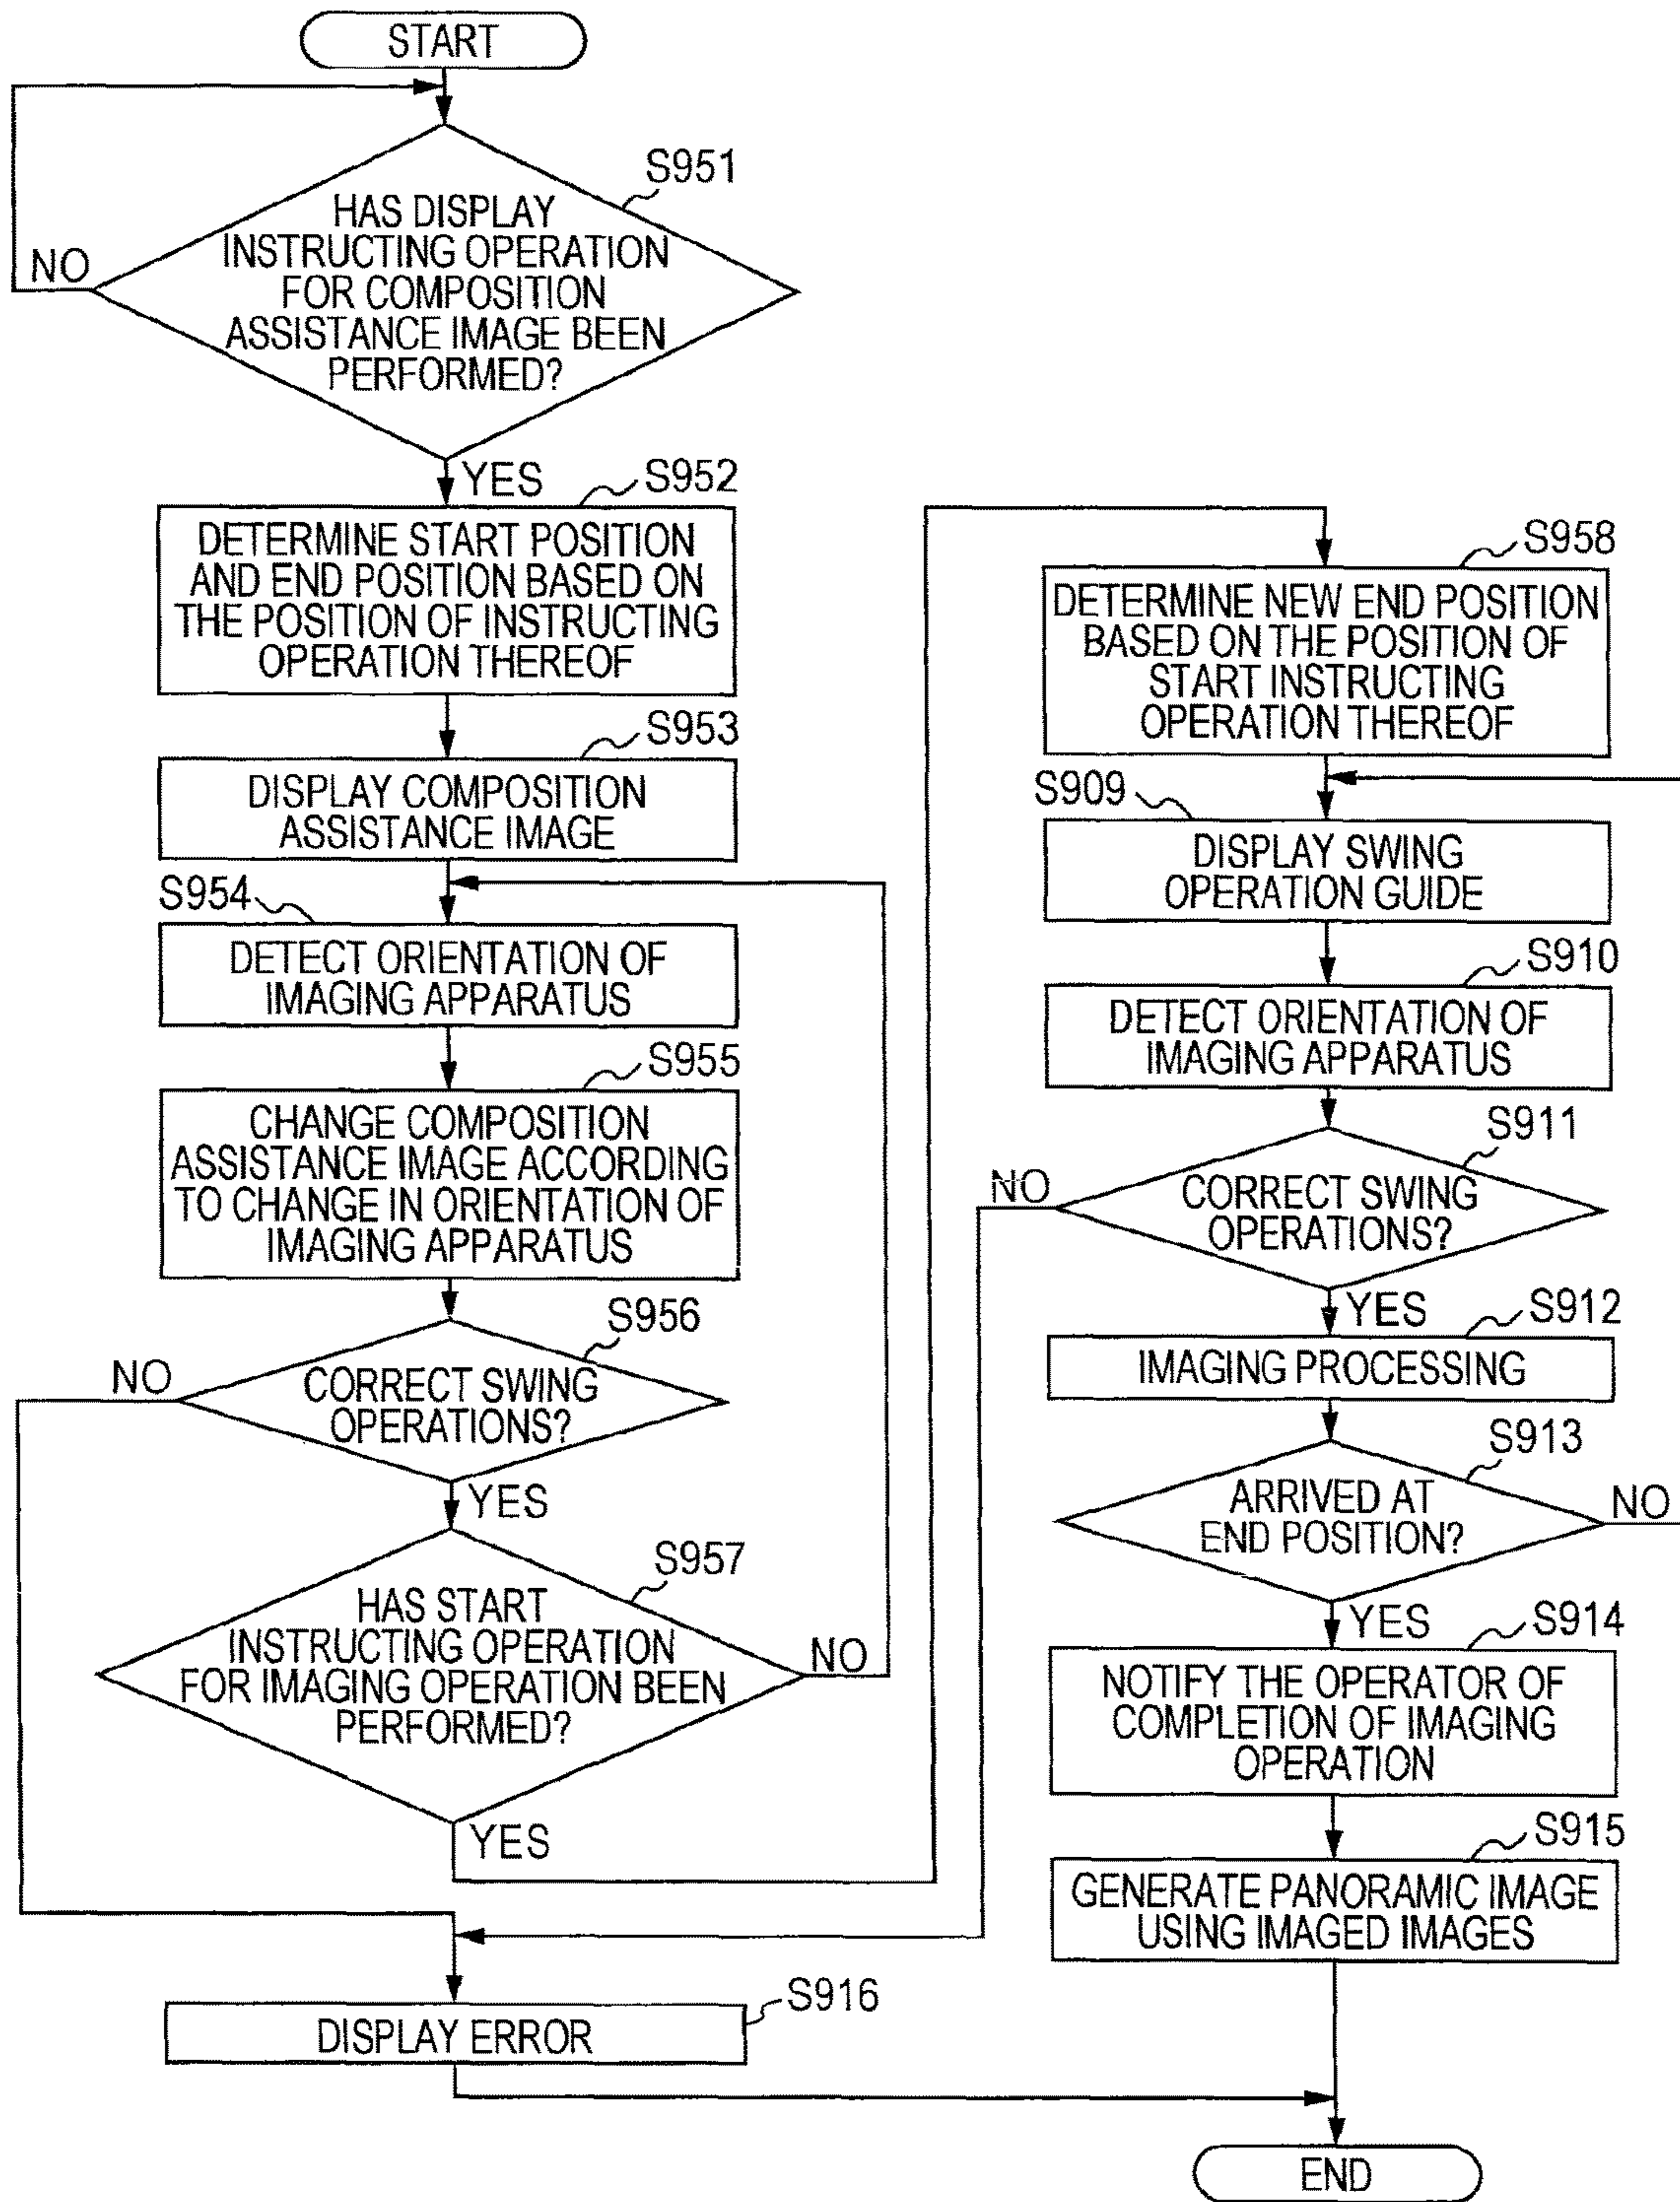 START
S951
HAS DISPLAY
INSTRUCTING OPERATION
FOR COMPOSITION
ASSISTANCE IMAGE BEEN
PERFORMED?
NO
YES
S952
DETERMINE START POSITION
AND END POSITION BASED ON
THE POSITION OF INSTRUCTING
OPERATION THEREOF
S953
DISPLAY COMPOSITION
ASSISTANCE IMAGE
S954
DETECT ORIENTATION OF
IMAGING APPARATUS
S955
CHANGE COMPOSITION
ASSISTANCE IMAGE ACCORDING
TO CHANGE IN ORIENTATION OF
IMAGING APPARATUS
S956
CORRECT SWING
OPERATIONS?
NO
YES
S957
HAS START
INSTRUCTING OPERATION
FOR IMAGING OPERATION BEEN
PERFORMED?
NO
YES
S958
DETERMINE NEW END POSITION
BASED ON THE POSITION OF
START INSTRUCTING
OPERATION THEREOF
S909
DISPLAY SWING
OPERATION GUIDE
S910
DETECT ORIENTATION OF
IMAGING APPARATUS
S911
CORRECT SWING
OPERATIONS?
NO
YES
S912
IMAGING PROCESSING
S913
ARRIVED AT
END POSITION?
NO
YES
S914
NOTIFY THE OPERATOR OF
COMPLETION OF IMAGING
OPERATION
S915
GENERATE PANORAMIC IMAGE
USING IMAGED IMAGES
S916
DISPLAY ERROR
END